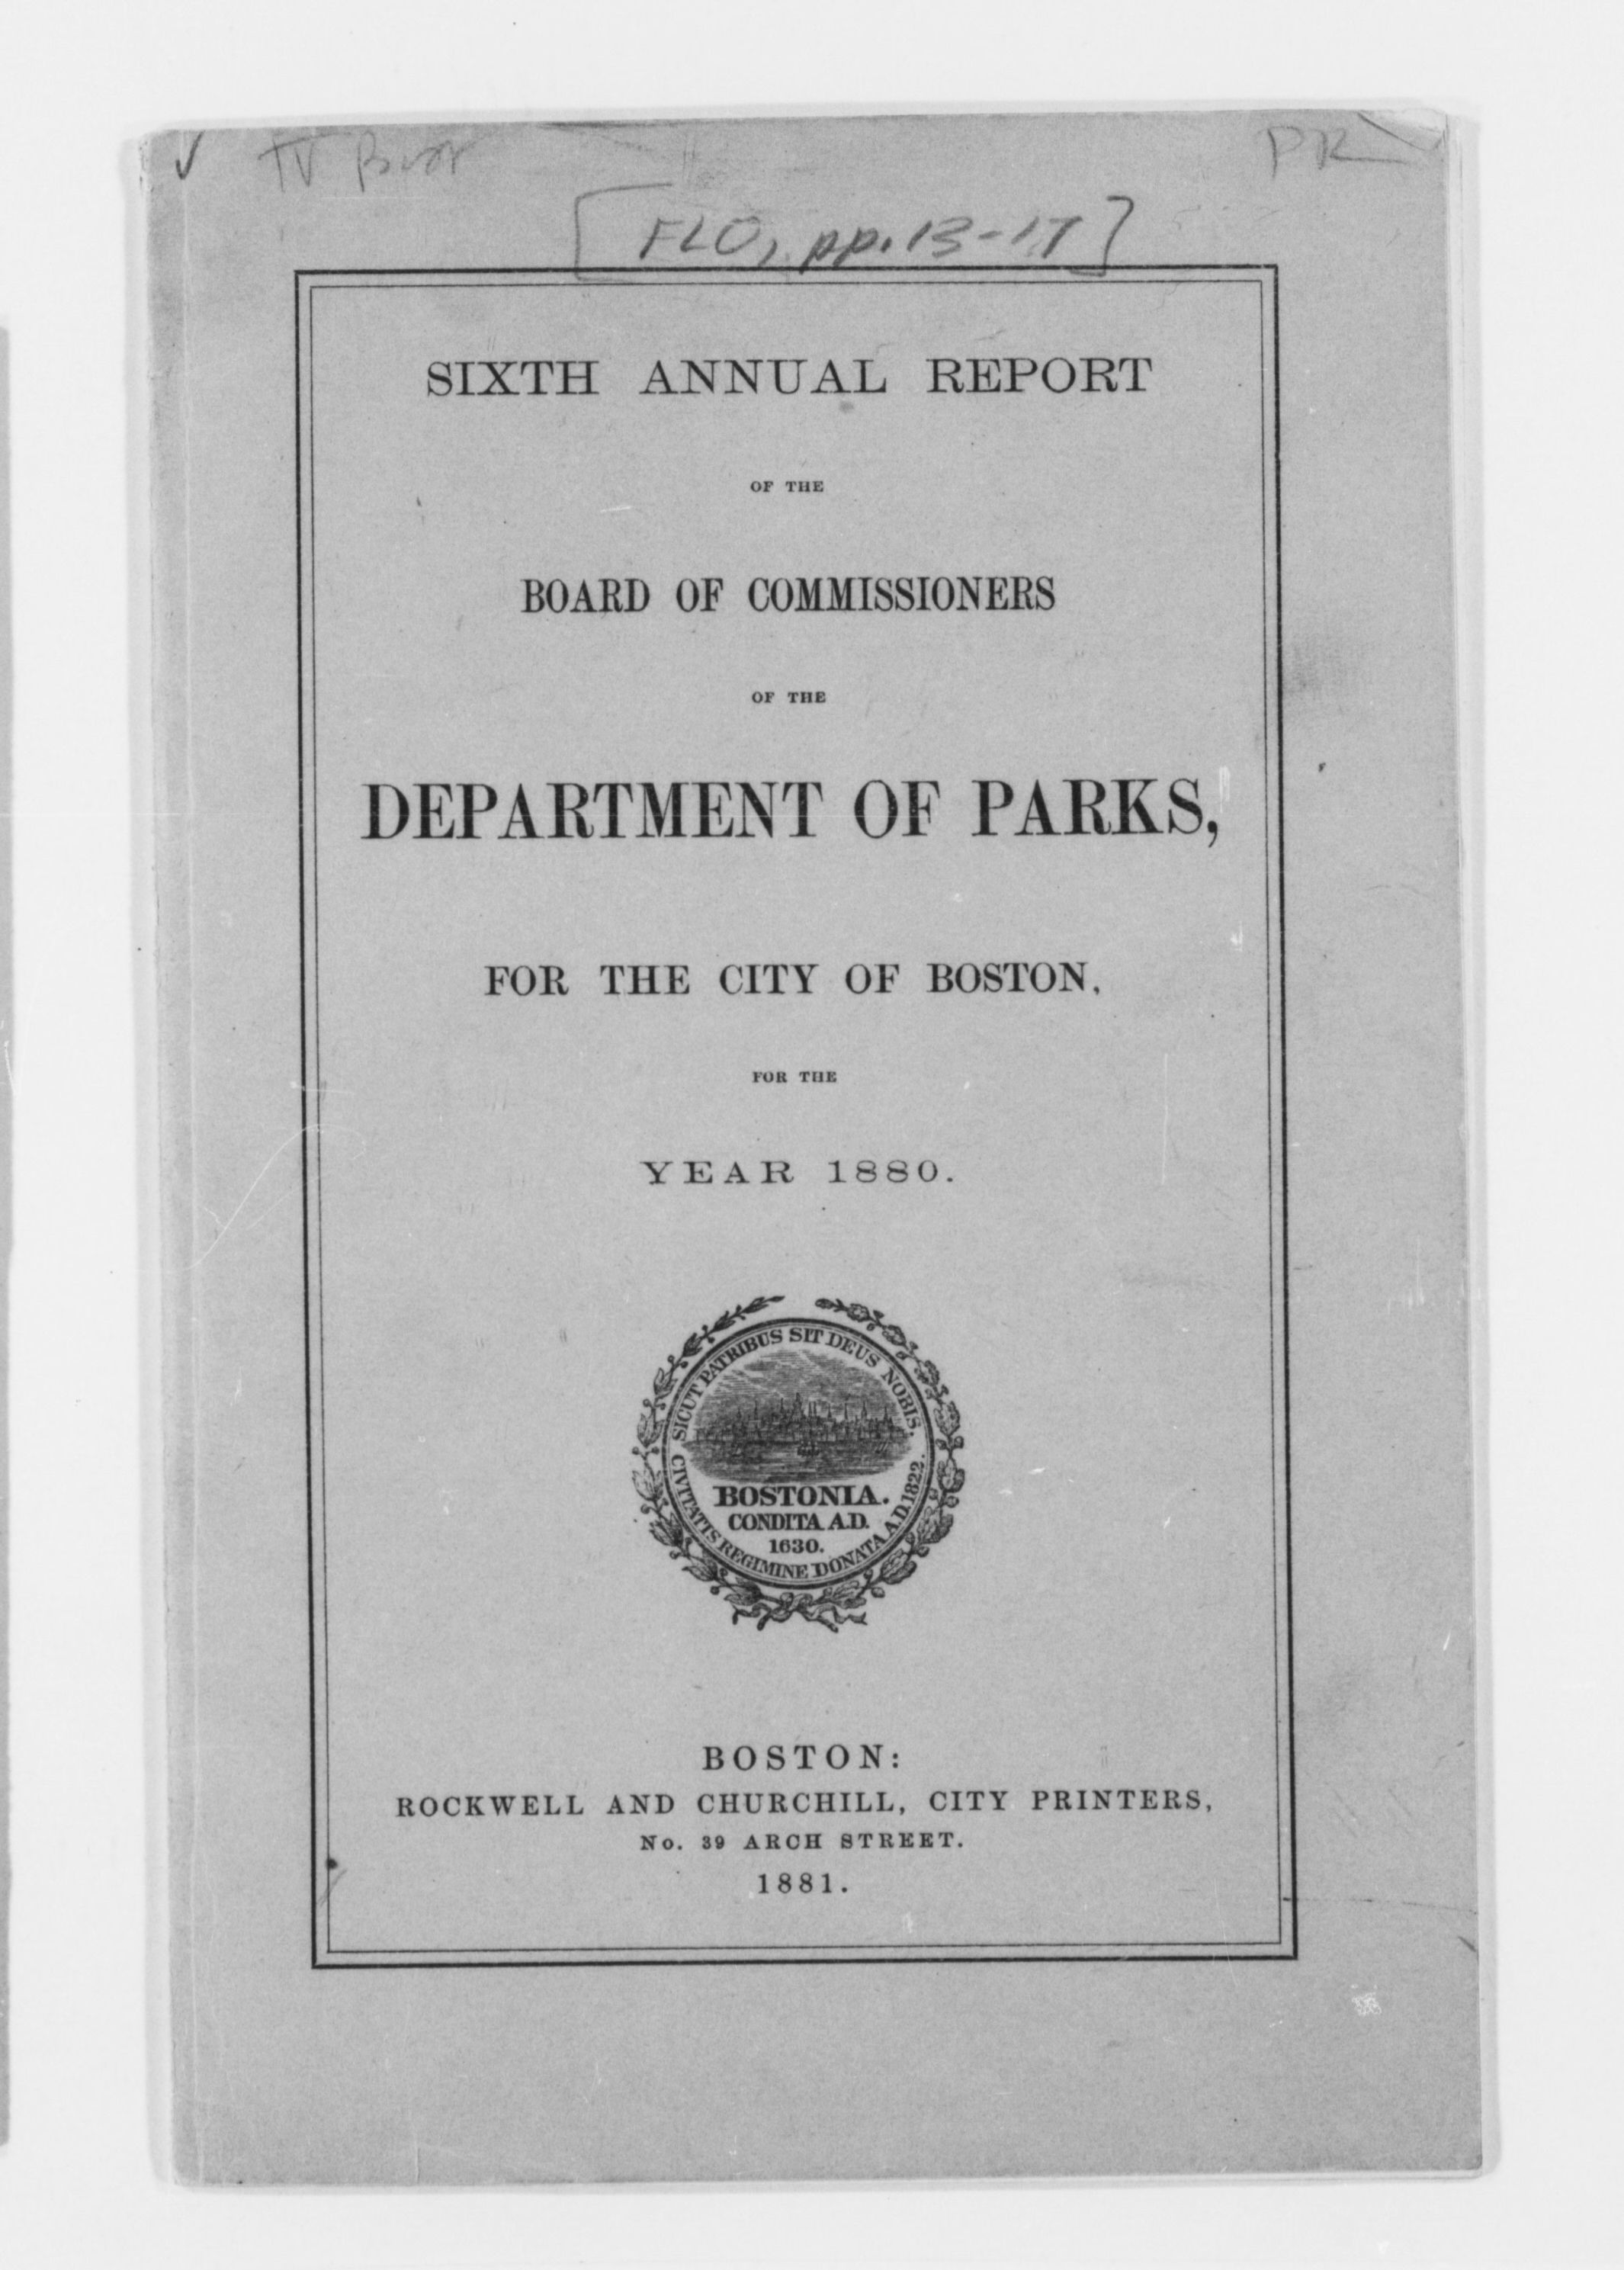 PR
[FLO, pp. 13-17]
SIXTH ANNUAL REPORT
OF THE
BOARD OF COMMISSIONERS
OF THE
DEPARTMENT OF PARKS,
FOR THE CITY OF BOSTON,
FOR THE
YEAR 1880.
SICUT PATRIBUS SIT DEUS NOBIS.
BOSTONIA.
CONDITA A.D.
1630.
CIVITATIS REGIMINE DONATA A.D. 1822.
BOSTON:
ROCKWELL AND CHURCHILL, CITY PRINTERS,
No. 39 ARCH STREET.
1881.